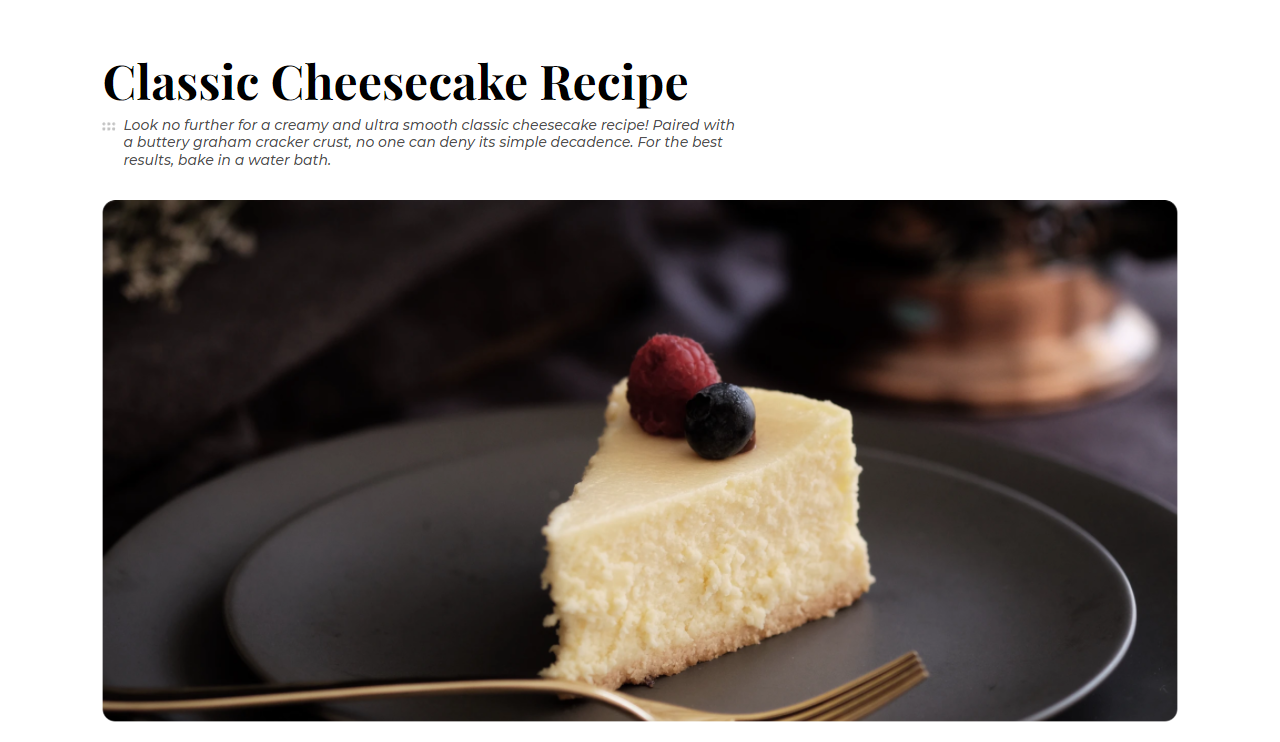 Classic Cheesecake Recipe
Look no further for a creamy and ultra smooth classic cheesecake recipe! Paired with
a buttery graham cracker crust, no one can deny its simple decadence. For the best
results, bake in a water bath.